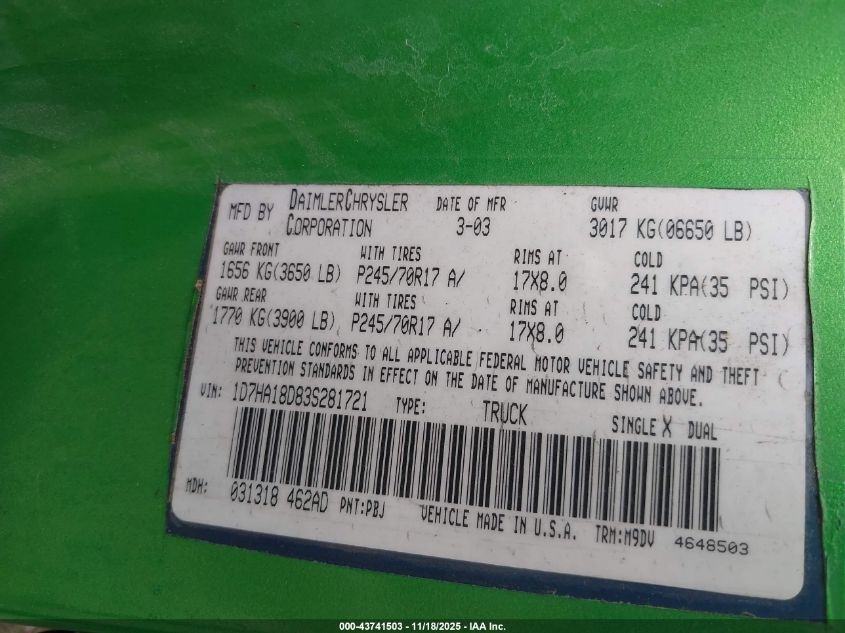 MFD BY DAIMLERCHRYSLER CORPORATION DATE OF MFR 3-03 GVWR 3017 KG(06650 LB)
GAWR FRONT WITH TIRES RIMS AT COLD
1656 KG(3650 LB) P245/70R17 A/ 17X8.0 241 KPA(35 PSI)
GAWR REAR WITH TIRES RIMS AT COLD
1770 KG(3900 LB) P245/70R17 A/ 17X8.0 241 KPA(35 PSI)
THIS VEHICLE CONFORMS TO ALL APPLICABLE FEDERAL MOTOR VEHICLE SAFETY AND THEFT
PREVENTION STANDARDS IN EFFECT ON THE DATE OF MANUFACTURE SHOWN ABOVE.
VIN: 1D7HA18D83S281721 TYPE: TRUCK SINGLE X DUAL
MDH: 031318 462AD PNT:PBJ VEHICLE MADE IN U.S.A. TRM:M9DV 4648503
000-43741503 - 11/18/2025 - IAA Inc.